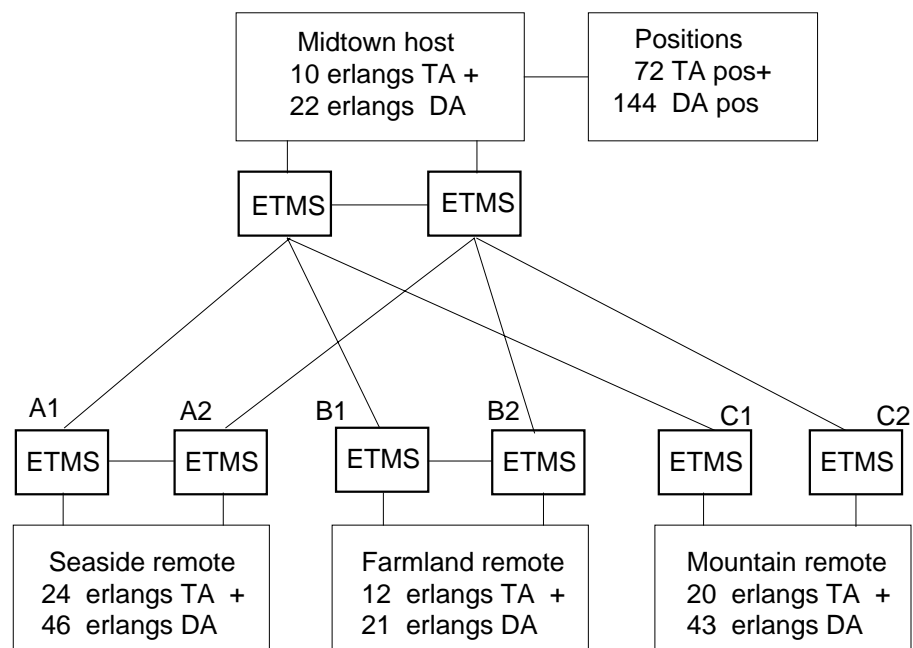 Midtown host
10 erlangs TA +
22 erlangs DA
Positions
72 TA pos+
144 DA pos
ETMS
ETMS
A1
A2
B1
B2
C1
C2
ETMS
ETMS
ETMS
ETMS
ETMS
ETMS
Seaside remote
24 erlangs TA +
46 erlangs DA
Farmland remote
12 erlangs TA +
21 erlangs DA
Mountain remote
20 erlangs TA +
43 erlangs DA